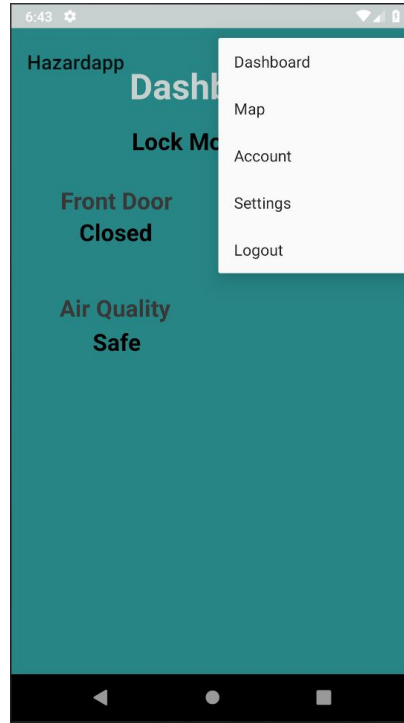 6:43
Hazardapp
Dashb
Lock Mo
Front Door
Closed
Air Quality
Safe
Dashboard
Map
Account
Settings
Logout